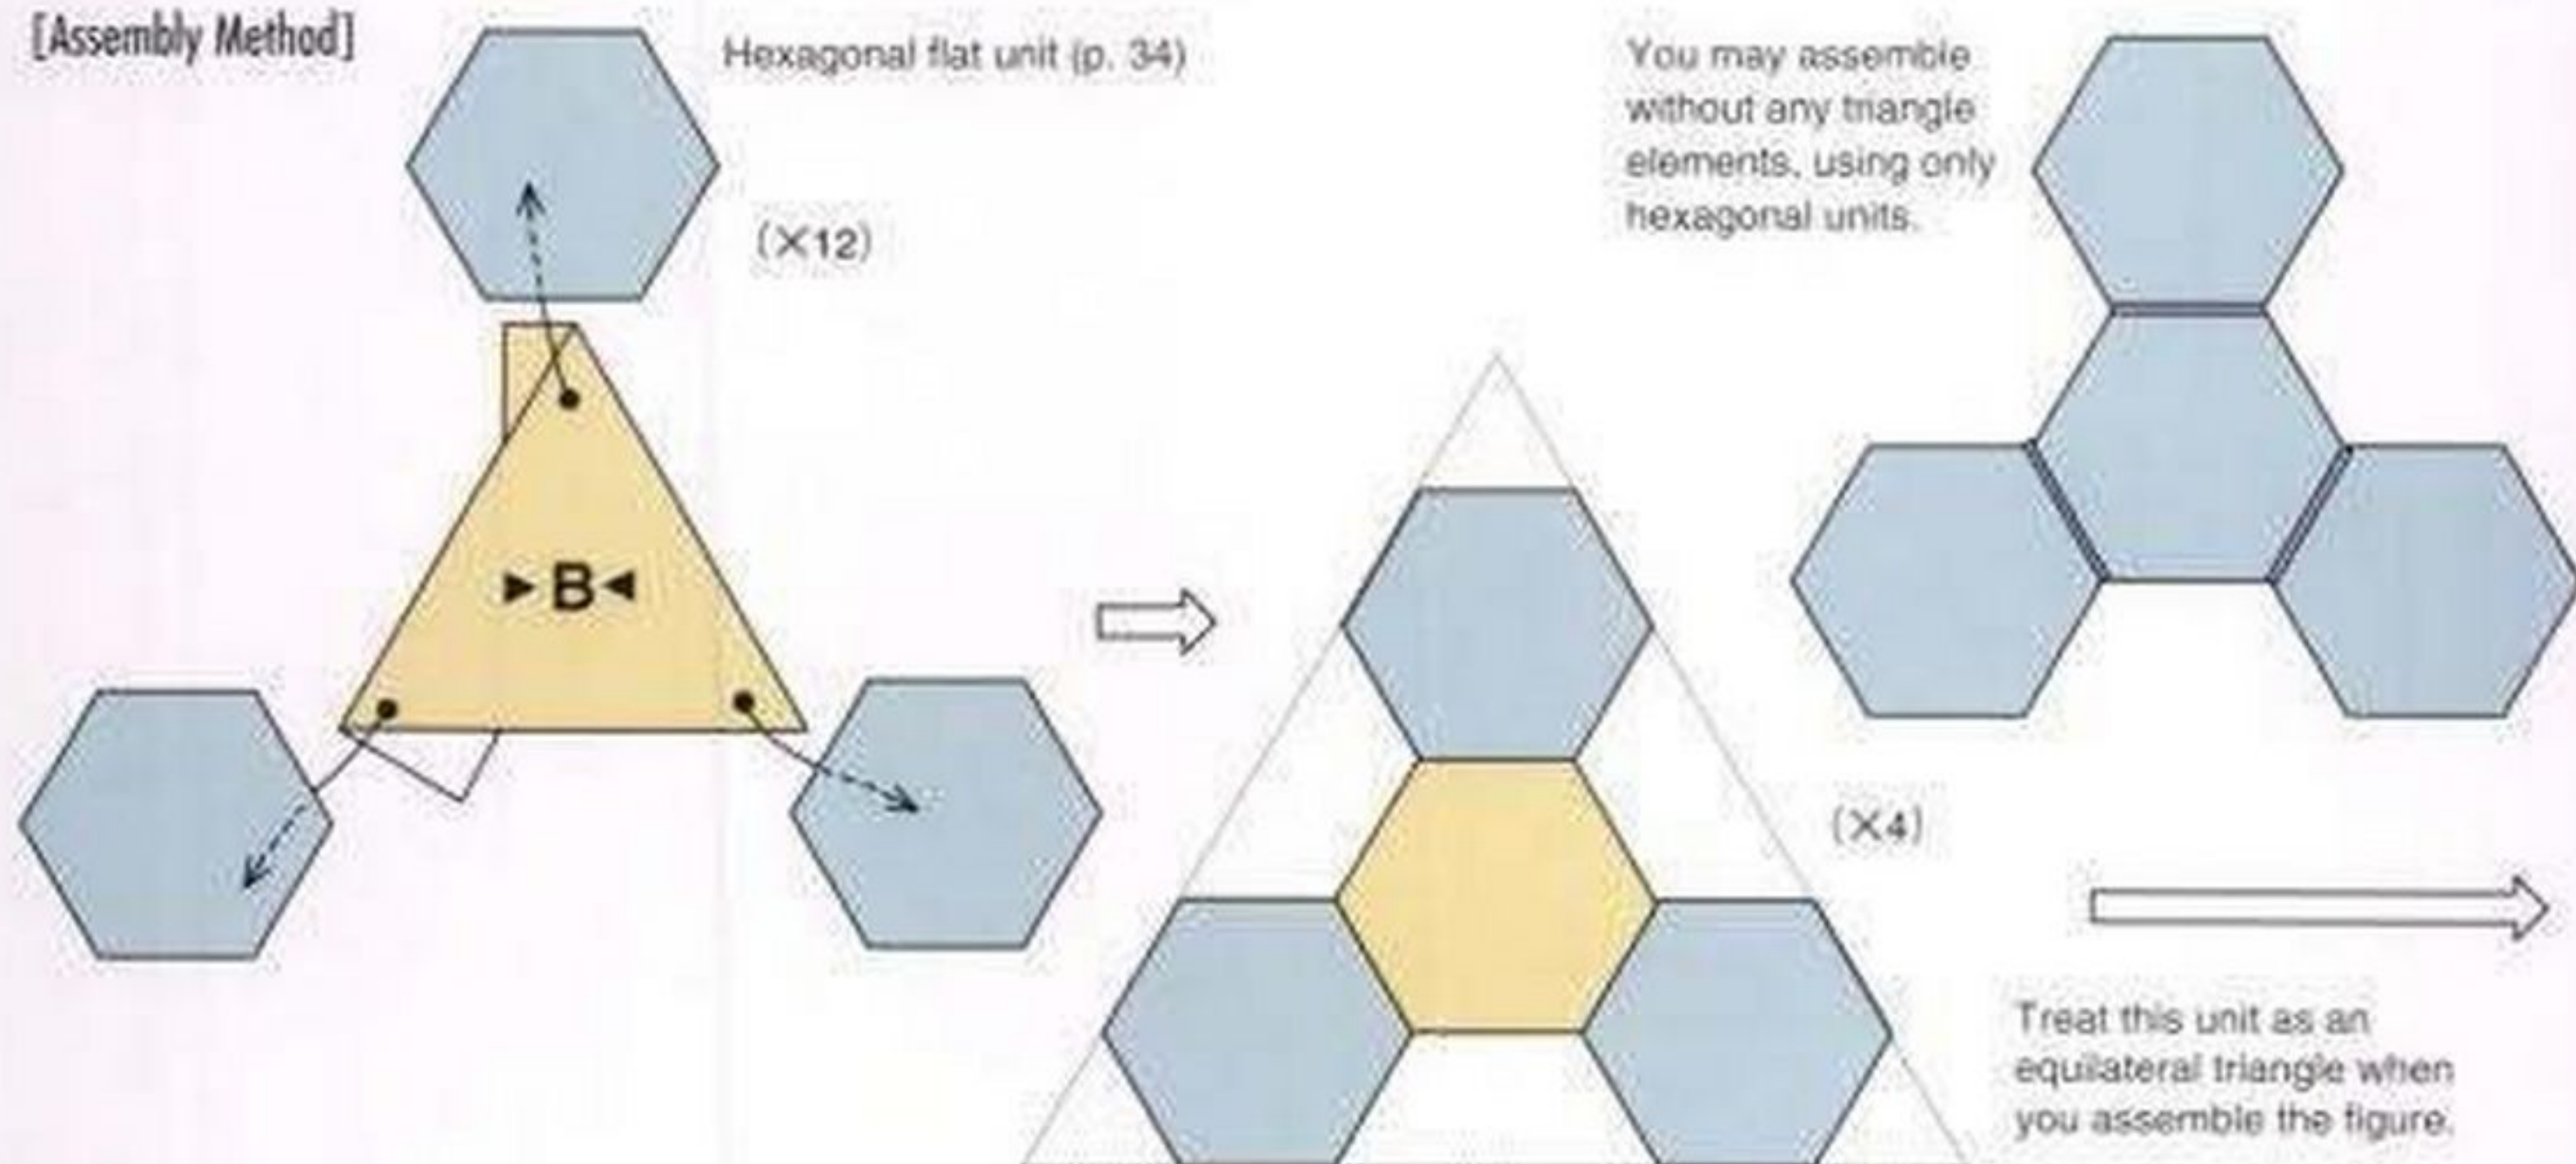 [Assembly Method]
Hexagonal flat unit (p. 34)
(×12)
You may assemble
without any triangle
elements, using only
hexagonal units.
►B◄
(×4)
Treat this unit as an
equilateral triangle when
you assemble the figure.